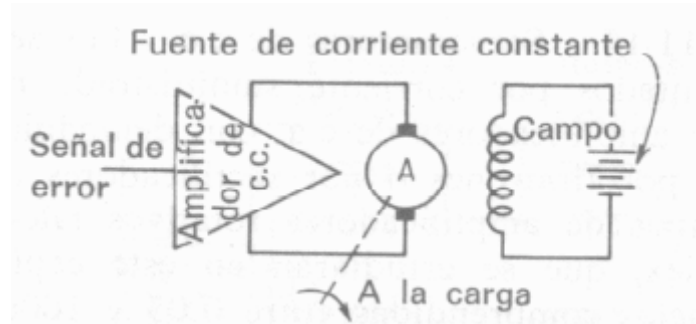 Fuente de corriente constante
Señal de
error
Amplifica-
dor de
c.c.
A
Campo
A la carga